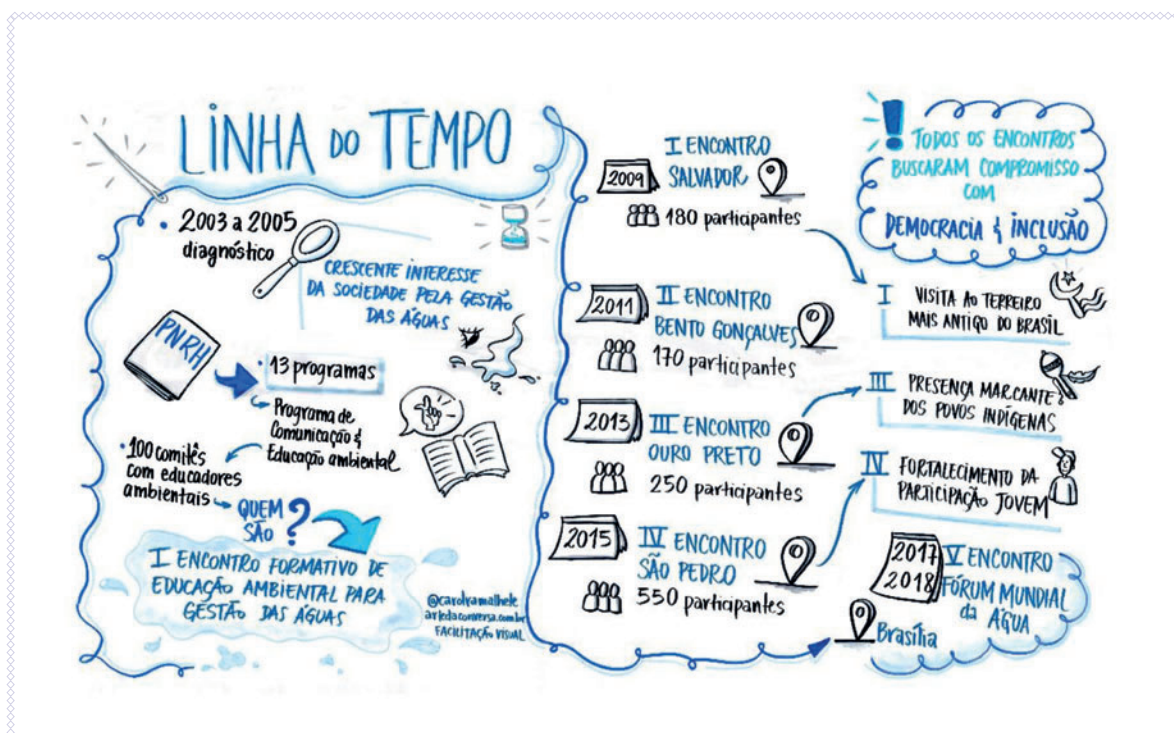 LINHA DO TEMPO
• 2003 a 2005
diagnóstico
CRESCENTE INTERESSE
DA SOCIEDADE PELA GESTÃO
DAS ÁGUAS
PNRH
• 13 programas
Programa de
Comunicação &
Educação ambiental
• 100 comitês
com educadores
ambientais
QUEM
SÃO ?
I ENCONTRO FORMATIVO DE
EDUCAÇÃO AMBIENTAL PARA
GESTÃO DAS ÁGUAS
@carolramalhete
artedaconversa.com.br
FACILITAÇÃO VISUAL
2009
I ENCONTRO
SALVADOR
180 participantes
2011
II ENCONTRO
BENTO GONÇALVES
170 participantes
2013
III ENCONTRO
OURO PRETO
250 participantes
2015
IV ENCONTRO
SÃO PEDRO
550 participantes
! TODOS OS ENCONTROS
BUSCARAM COMPROMISSO
COM
DEMOCRACIA & INCLUSÃO
I VISITA AO TERREIRO
MAIS ANTIGO DO BRASIL
III PRESENÇA MARCANTE
DOS POVOS INDÍGENAS
IV FORTALECIMENTO DA
PARTICIPAÇÃO JOVEM
2017
2018
V ENCONTRO
FÓRUM MUNDIAL
da ÁGUA
Brasília